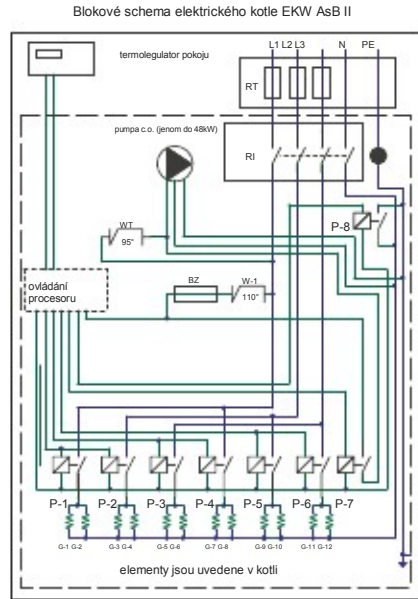 Blokové schema elektrického kotle EKW AsB II
termolegulator pokoju
L1 L2 L3 N PE
RT
pumpa c.o. (jenom do 48kW)
RI
WT
95°
P-8
ovládání
procesoru
BZ
W-1
110°
P-1 P-2 P-3 P-4 P-5 P-6 P-7
G-1 G-2 G-3 G-4 G-5 G-6 G-7 G-8 G-9 G-10 G-11 G-12
elementy jsou uvedene v kotli